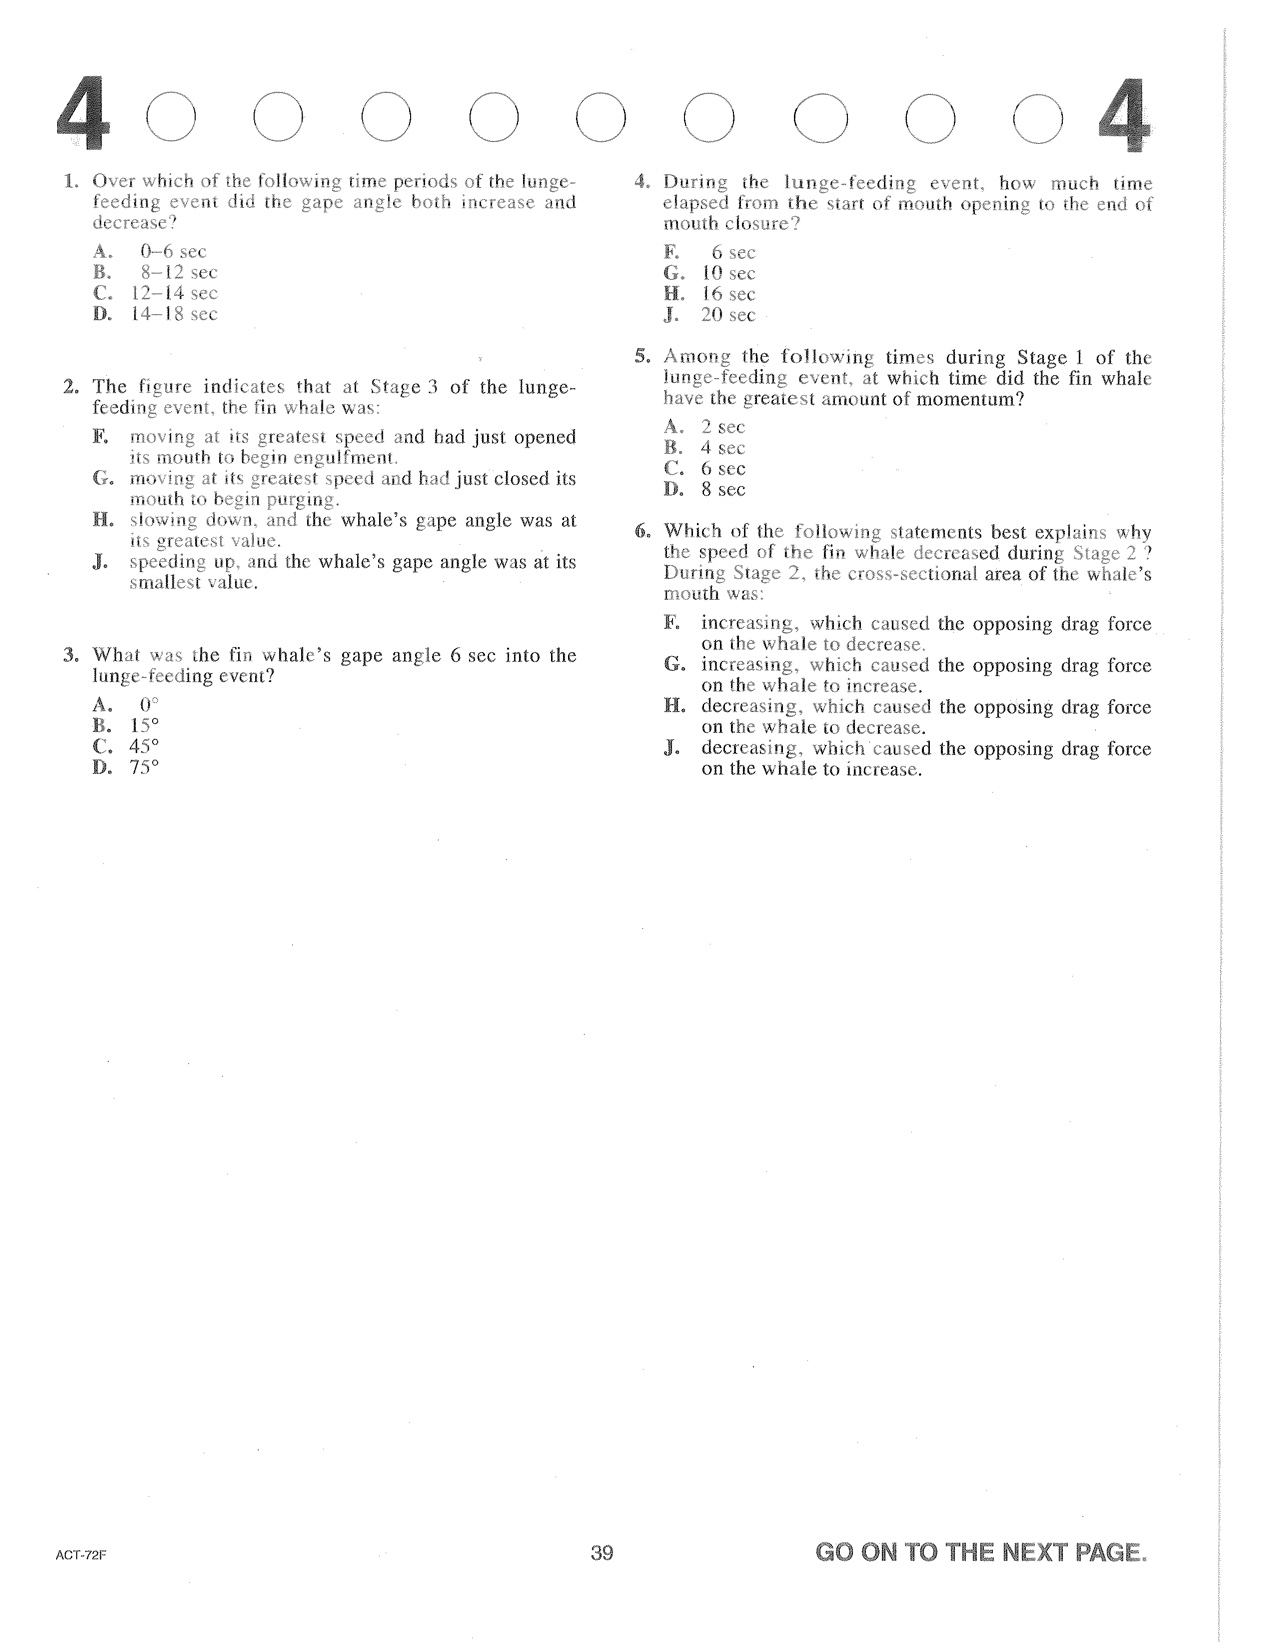 4 4
1. Over which of the following time periods of the lunge-
feeding event did the gape angle both increase and
decrease?
A. 0–6 sec
B. 8–12 sec
C. 12–14 sec
D. 14–18 sec
2. The figure indicates that at Stage 3 of the lunge-
feeding event, the fin whale was:
F. moving at its greatest speed and had just opened
its mouth to begin engulfment.
G. moving at its greatest speed and had just closed its
mouth to begin purging.
H. slowing down, and the whale's gape angle was at
its greatest value.
J. speeding up, and the whale's gape angle was at its
smallest value.
3. What was the fin whale's gape angle 6 sec into the
lunge-feeding event?
A. 0°
B. 15°
C. 45°
D. 75°
4. During the lunge-feeding event, how much time
elapsed from the start of mouth opening to the end of
mouth closure?
F. 6 sec
G. 10 sec
H. 16 sec
J. 20 sec
5. Among the following times during Stage 1 of the
lunge-feeding event, at which time did the fin whale
have the greatest amount of momentum?
A. 2 sec
B. 4 sec
C. 6 sec
D. 8 sec
6. Which of the following statements best explains why
the speed of the fin whale decreased during Stage 2 ?
During Stage 2, the cross-sectional area of the whale's
mouth was:
F. increasing, which caused the opposing drag force
on the whale to decrease.
G. increasing, which caused the opposing drag force
on the whale to increase.
H. decreasing, which caused the opposing drag force
on the whale to decrease.
J. decreasing, which caused the opposing drag force
on the whale to increase.
ACT-72F
39
GO ON TO THE NEXT PAGE.